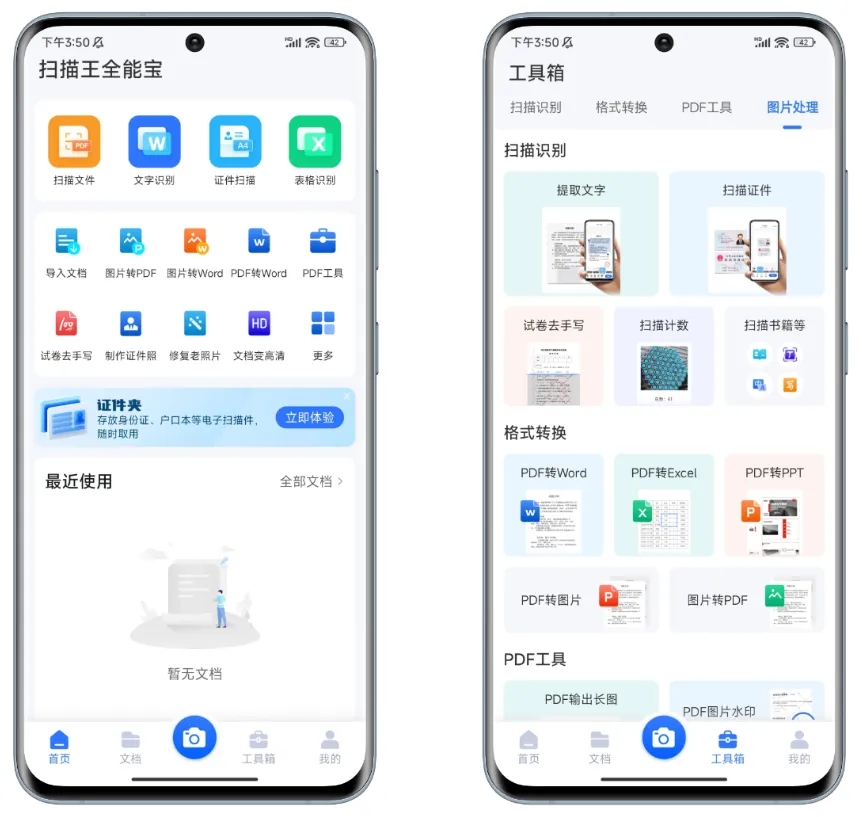 下午3:50
HD
42
扫描王全能宝
PDF
W
A4
X
扫描文件
文字识别
证件扫描
表格识别
P
W
W
导入文档
图片转PDF
图片转Word
PDF转Word
PDF工具
HD
试卷去手写
制作证件照
修复老照片
文档变高清
更多
证件夹
存放身份证、户口本等电子扫描件，
随时取用
立即体验
最近使用
全部文档
暂无文档
首页
文档
工具箱
我的
下午3:50
HD
42
工具箱
扫描识别
格式转换
PDF工具
图片处理
扫描识别
提取文字
扫描证件
试卷去手写
扫描计数
扫描书籍等
T
写
格式转换
PDF转Word
PDF转Excel
PDF转PPT
W
X
P
PDF转图片
P
图片转PDF
PDF工具
PDF输出长图
PDF图片水印
首页
文档
工具箱
我的